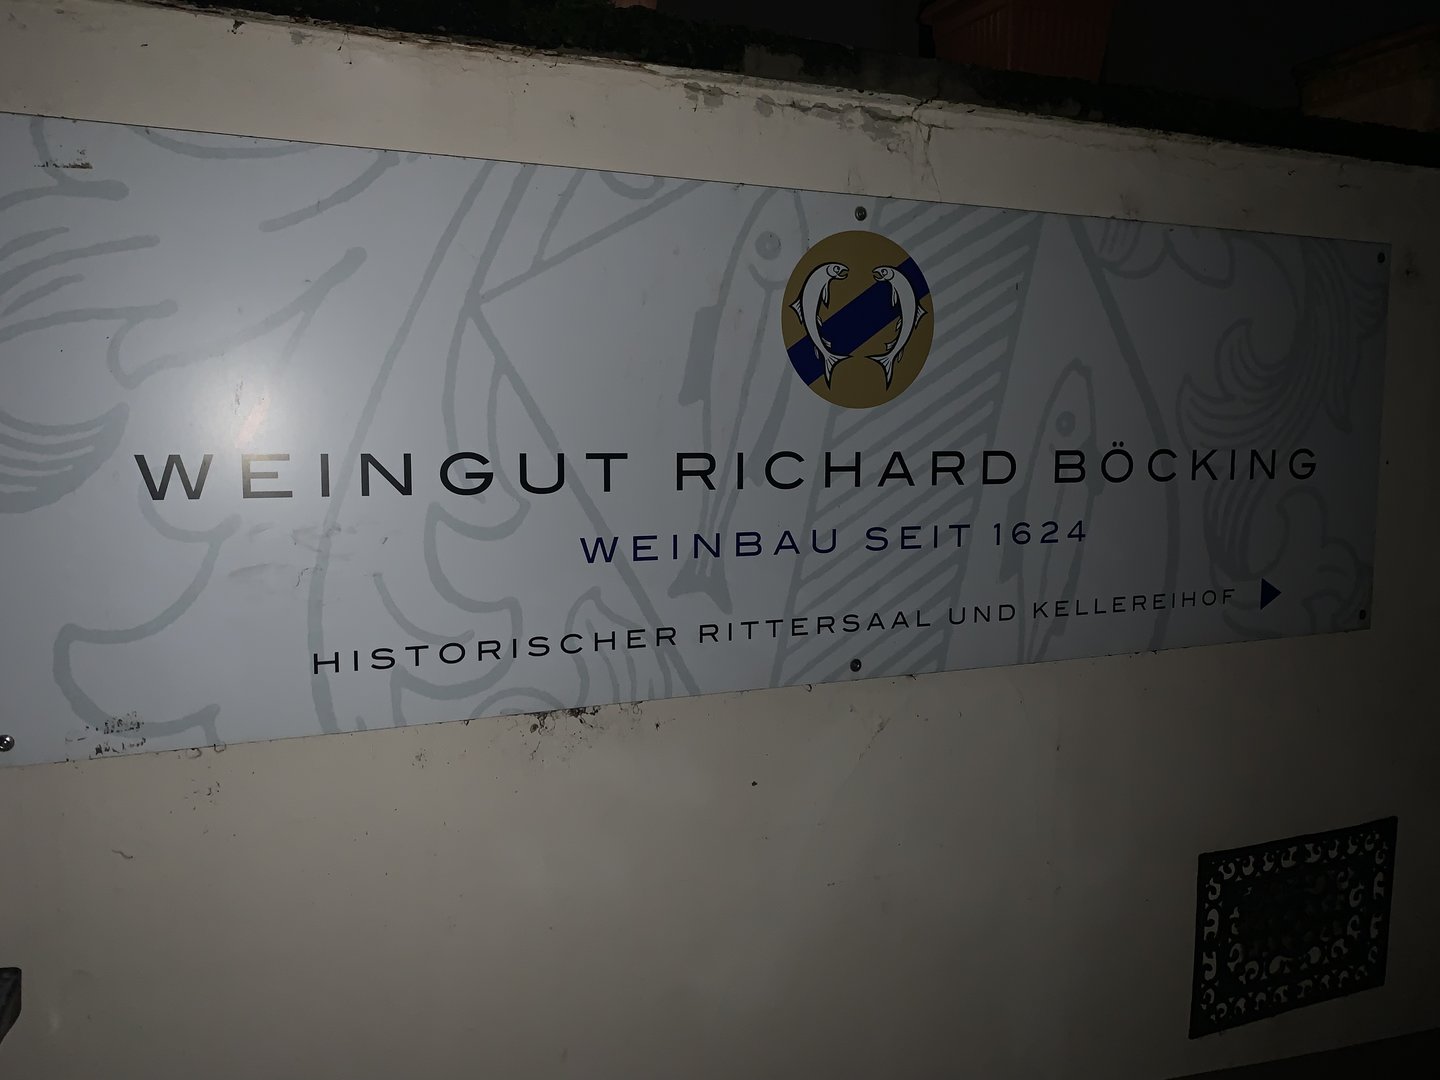 WEINGUT RICHARD BÖCKING
WEINBAU SEIT 1624
HISTORISCHER RITTERSAAL UND KELLEREIHOF